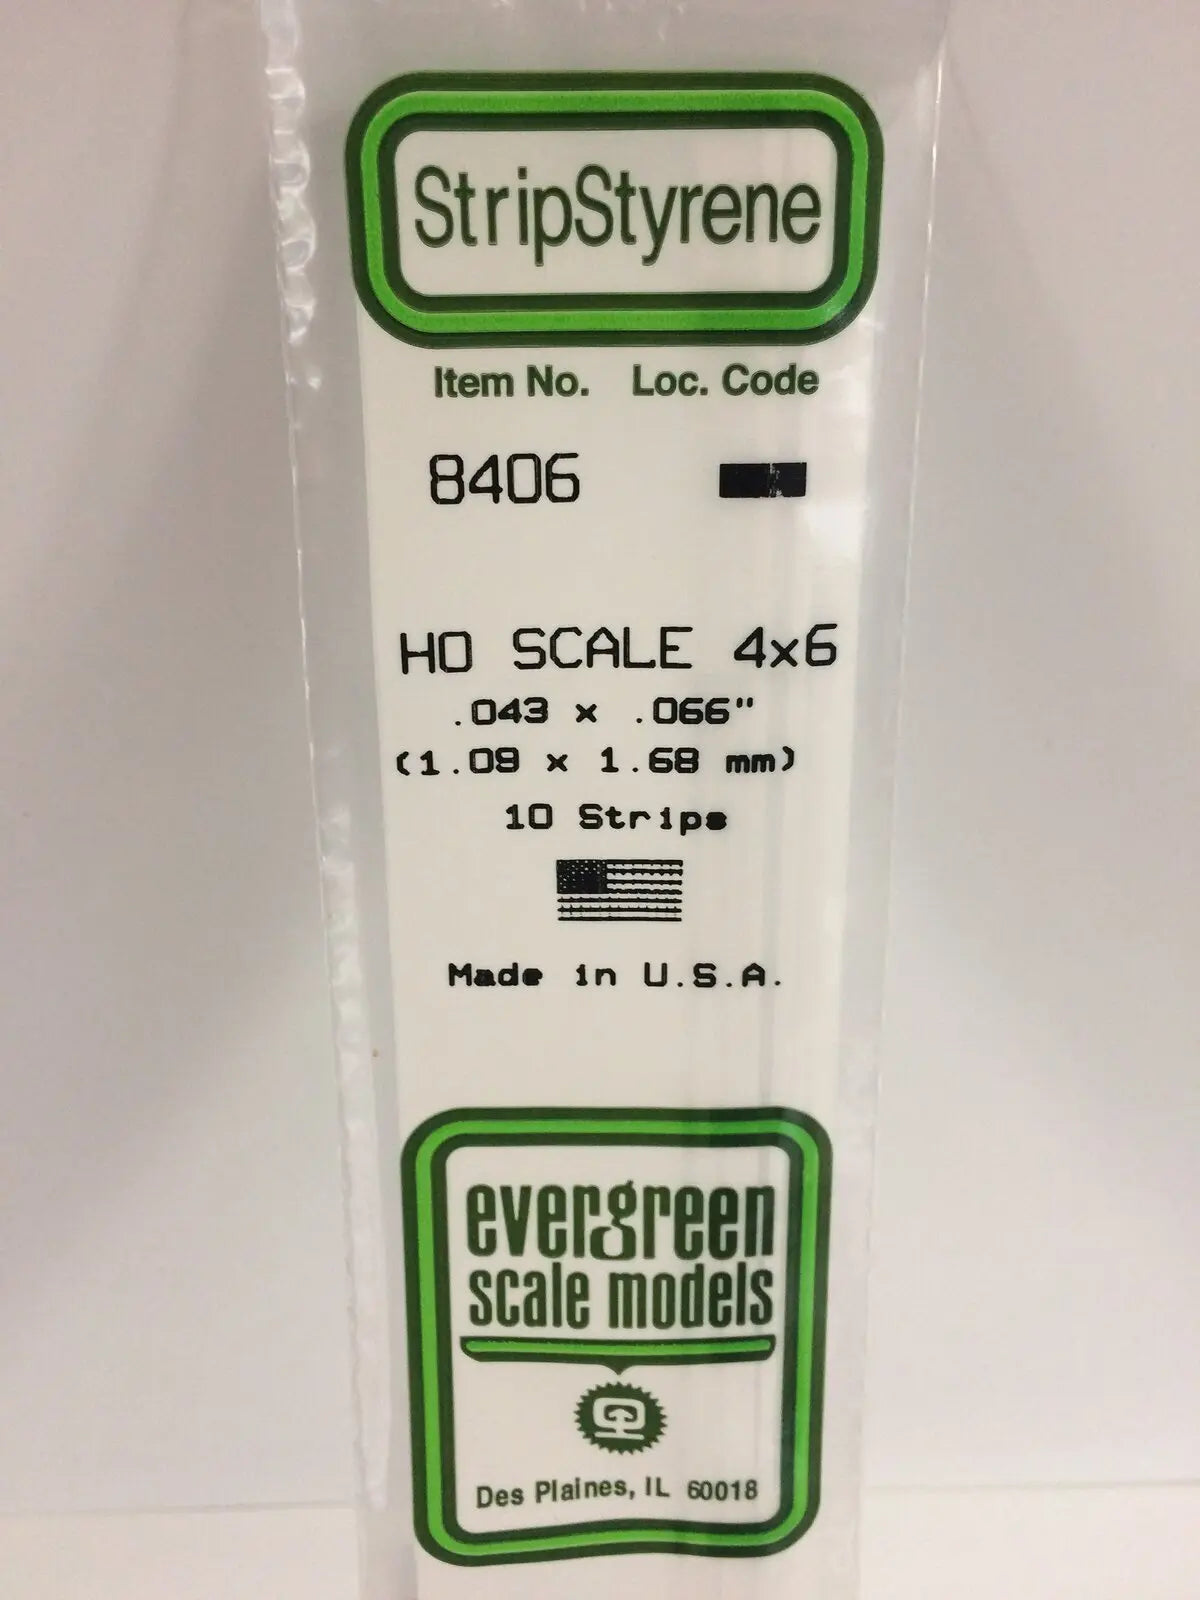 StripStyrene
Item No. Loc. Code
8406
HO SCALE 4x6
.043 x .066"
(1.09 x 1.68 mm)
10 Strips
Made in U.S.A.
evergreen
scale models
Des Plaines, IL 60018